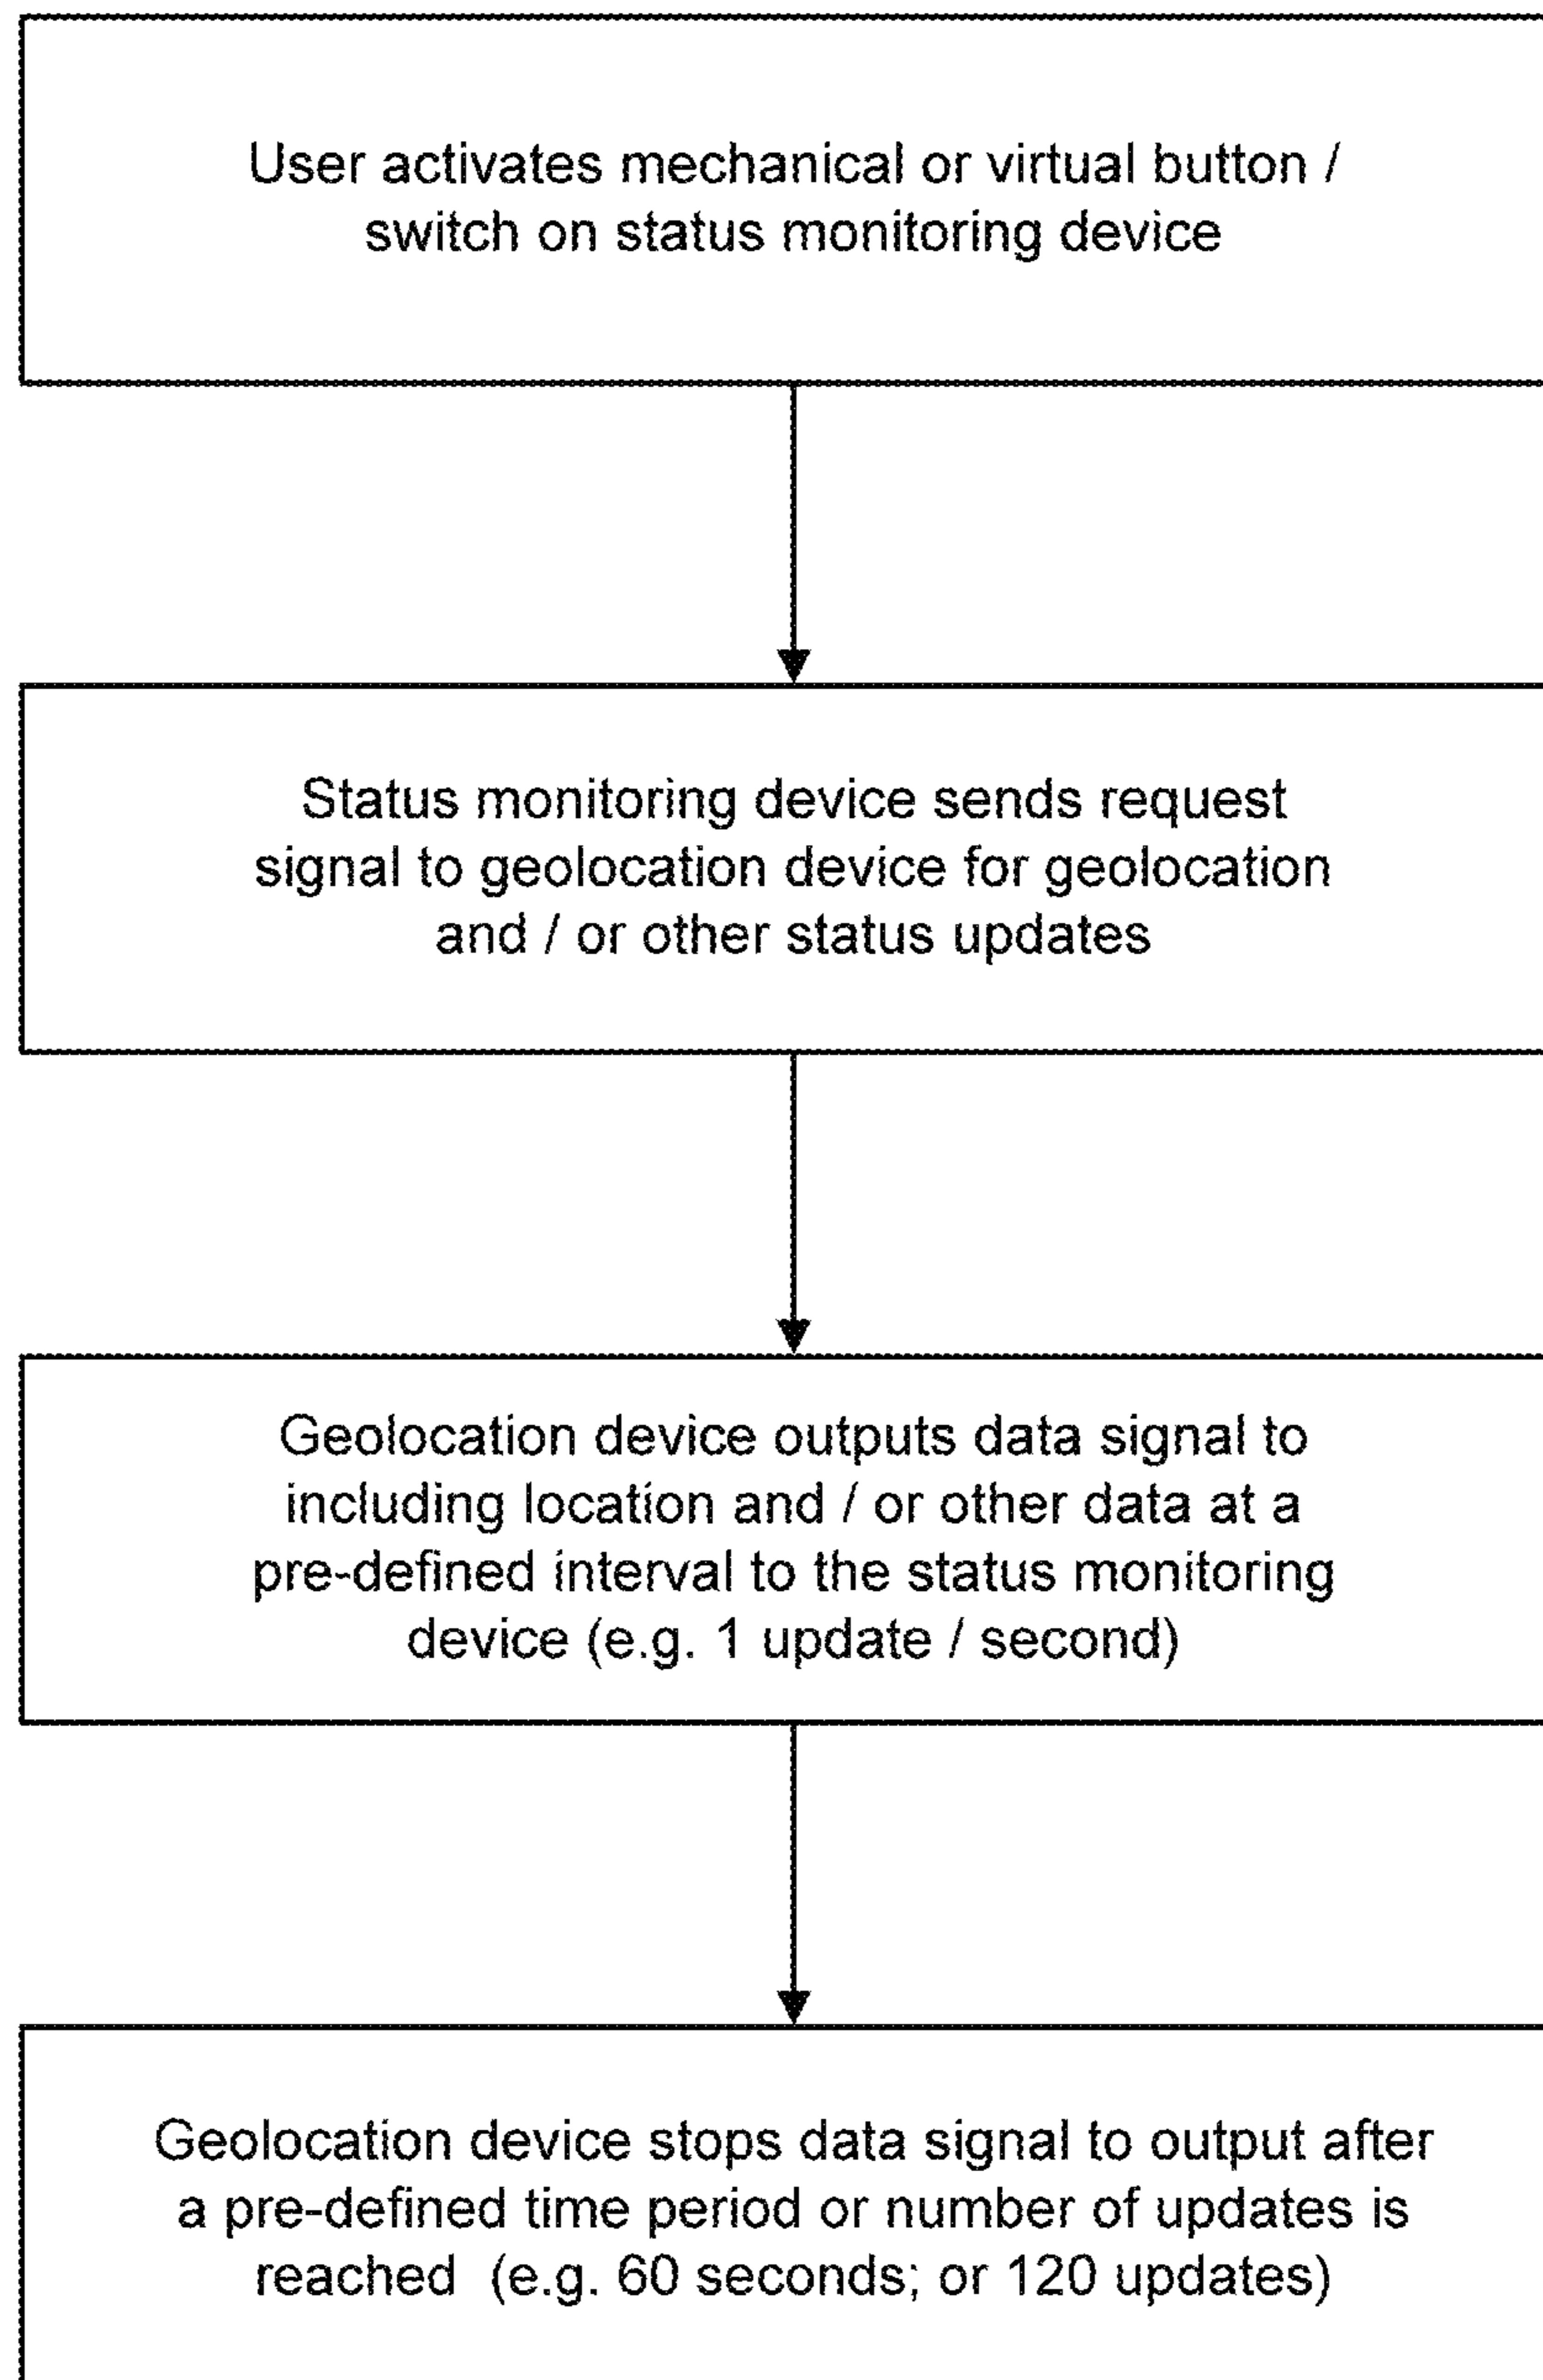 User activates mechanical or virtual button /
switch on status monitoring device
Status monitoring device sends request
signal to geolocation device for geolocation
and / or other status updates
Geolocation device outputs data signal to
including location and / or other data at a
pre-defined interval to the status monitoring
device (e.g. 1 update / second)
Geolocation device stops data signal to output after
a pre-defined time period or number of updates is
reached  (e.g. 60 seconds; or 120 updates)